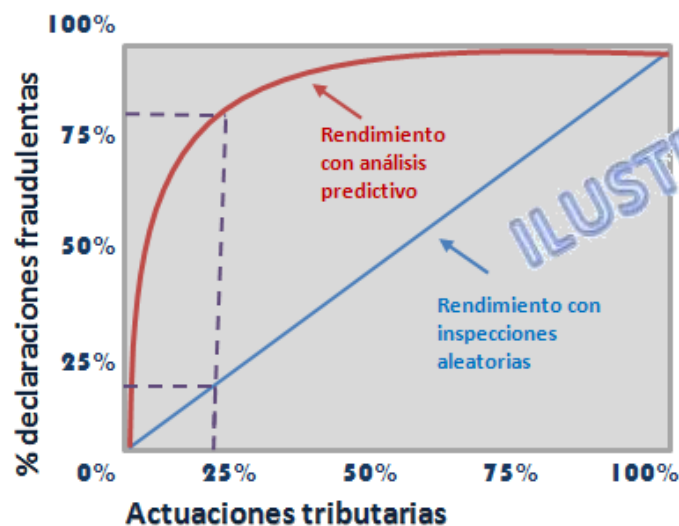 100%
75%
50%
25%
0%
% declaraciones fraudulentas
Rendimiento
con análisis
predictivo
Rendimiento con
inspecciones
aleatorias
25%
50%
75%
100%
Actuaciones tributarias